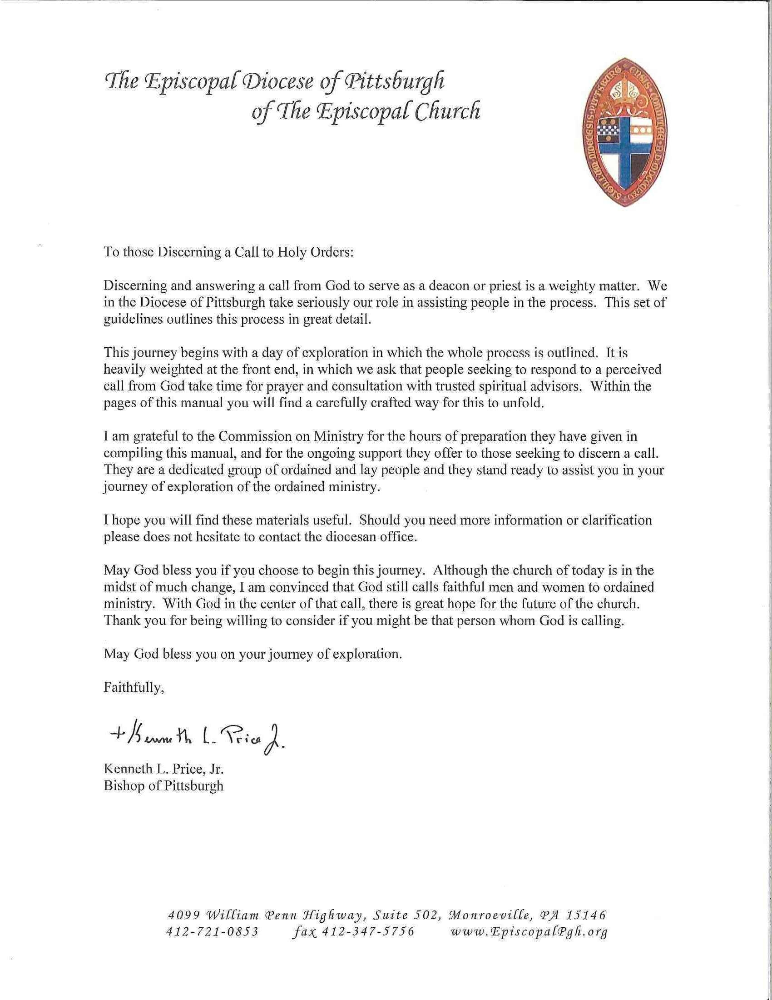 The Episcopal Diocese of Pittsburgh
of The Episcopal Church
SIGILLUM·DIOECESIS·PITTSBURG ENSIS·CONDITAE·A·D·MDCCCLXV
To those Discerning a Call to Holy Orders:
Discerning and answering a call from God to serve as a deacon or priest is a weighty matter.  We
in the Diocese of Pittsburgh take seriously our role in assisting people in the process.  This set of
guidelines outlines this process in great detail.
This journey begins with a day of exploration in which the whole process is outlined.  It is
heavily weighted at the front end, in which we ask that people seeking to respond to a perceived
call from God take time for prayer and consultation with trusted spiritual advisors.  Within the
pages of this manual you will find a carefully crafted way for this to unfold.
I am grateful to the Commission on Ministry for the hours of preparation they have given in
compiling this manual, and for the ongoing support they offer to those seeking to discern a call.
They are a dedicated group of ordained and lay people and they stand ready to assist you in your
journey of exploration of the ordained ministry.
I hope you will find these materials useful.  Should you need more information or clarification
please does not hesitate to contact the diocesan office.
May God bless you if you choose to begin this journey.  Although the church of today is in the
midst of much change, I am convinced that God still calls faithful men and women to ordained
ministry.  With God in the center of that call, there is great hope for the future of the church.
Thank you for being willing to consider if you might be that person whom God is calling.
May God bless you on your journey of exploration.
Faithfully,
+Kenneth L. Price Jr.
Kenneth L. Price, Jr.
Bishop of Pittsburgh
4099 William Penn Highway, Suite 502, Monroeville, PA 15146
412-721-0853 fax 412-347-5756 www.EpiscopalPgh.org